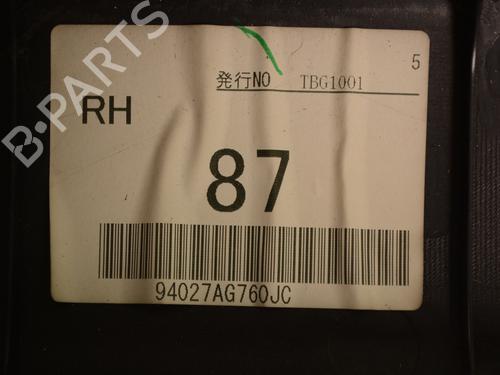 B-PARTS
5
発行NO TBG1001
RH
87
94027AG760JC